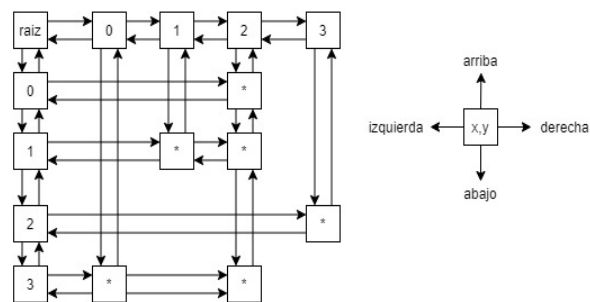 raiz 0 1 2 3
0 *
1 * *
2 *
3 * *
arriba
izquierda x,y derecha
abajo